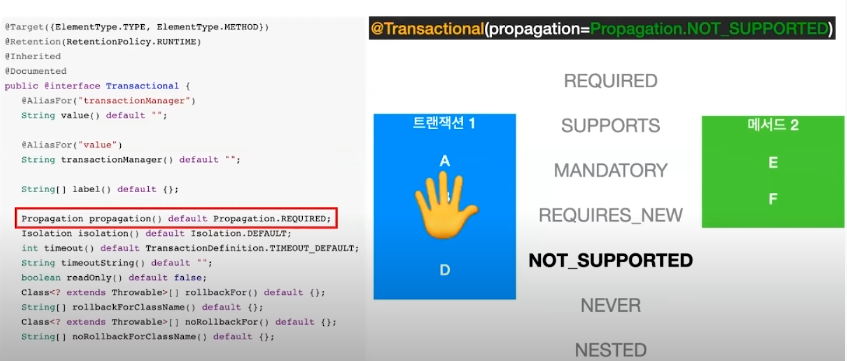 @Target({ElementType.TYPE, ElementType.METHOD})
@Retention(RetentionPolicy.RUNTIME)
@Inherited
@Documented
public @interface Transactional {
@AliasFor("transactionManager")
String value() default "";
@AliasFor("value")
String transactionManager() default "";
String[] label() default {};
Propagation propagation() default Propagation.REQUIRED;
Isolation isolation() default Isolation.DEFAULT;
int timeout() default TransactionDefinition.TIMEOUT_DEFAULT;
String timeoutString() default "";
boolean readOnly() default false;
Class<? extends Throwable>[] rollbackFor() default {};
String[] rollbackForClassName() default {};
Class<? extends Throwable>[] noRollbackFor() default {};
String[] noRollbackForClassName() default {};
@Transactional(propagation=Propagation.NOT_SUPPORTED)
트랜잭션 1
A
D
REQUIRED
SUPPORTS
MANDATORY
REQUIRES_NEW
NOT_SUPPORTED
NEVER
NESTED
메서드 2
E
F